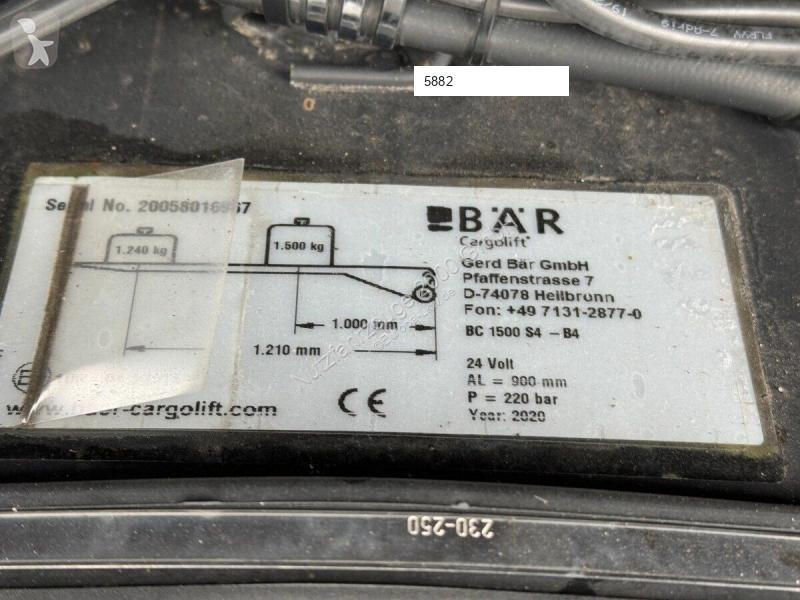 5882
Serial No.
BÄR
Cargolift
1.240 kg
1.500 kg
Gerd Bär GmbH
Pfaffenstrasse 7
D-74078 Heilbronn
Fon: +49 7131-2877-0
1.000 mm
BC 1500 S4 - B4
1.210 mm
24 Volt
AL = 900 mm
P = 220 bar
Year: 2020
CE
230-250